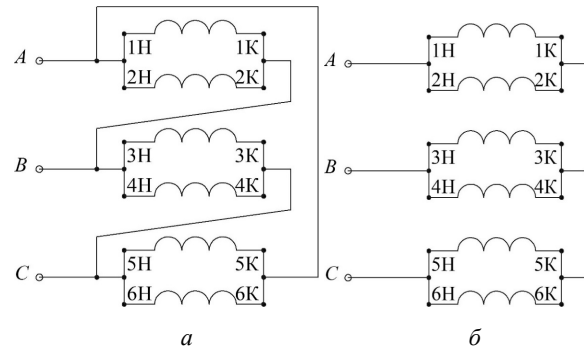 1Н 1К 1Н 1К
A A
2Н 2К 2Н 2К
3Н 3К 3Н 3К
B B
4Н 4К 4Н 4К
5Н 5К 5Н 5К
C C
6Н 6К 6Н 6К
а б